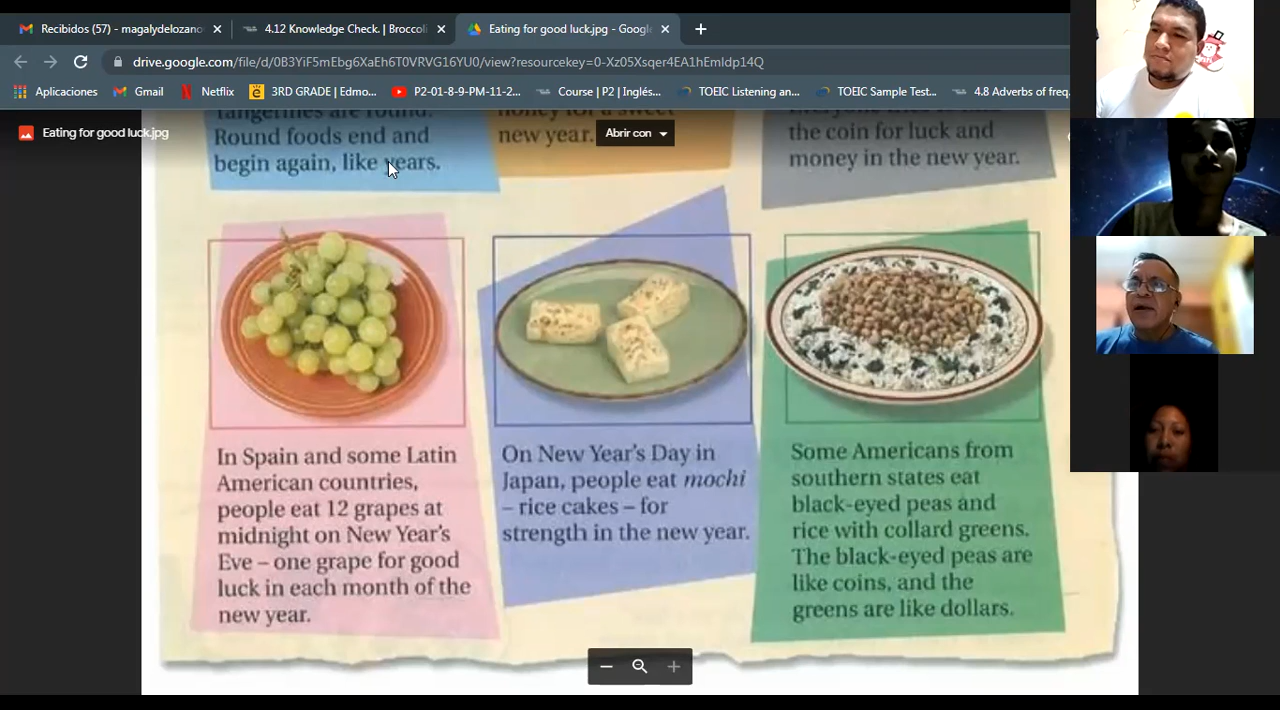 Recibidos (57) - magalydelozano
4.12 Knowledge Check. | Broccoli
Eating for good luck.jpg - Google
drive.google.com/file/d/0B3YiF5mEbg6XaEh6T0VRVG16YU0/view?resourcekey=0-Xz05Xsqer4EA1hEmIdp14Q
Aplicaciones
Gmail
Netflix
3RD GRADE | Edmo...
P2-01-8-9-PM-11-2...
Course | P2 | Inglés...
TOEIC Listening an...
TOEIC Sample Test...
4.8 Adverbs of freq
Eating for good luck.jpg
Abrir con
tangerines are round.
Round foods end and
begin again, like years.
honey for a sweet
new year.
the coin for luck and
money in the new year.
In Spain and some Latin
American countries,
people eat 12 grapes at
midnight on New Year's
Eve – one grape for good
luck in each month of the
new year.
On New Year's Day in
Japan, people eat mochi
– rice cakes – for
strength in the new year.
Some Americans from
southern states eat
black-eyed peas and
rice with collard greens.
The black-eyed peas are
like coins, and the
greens are like dollars.